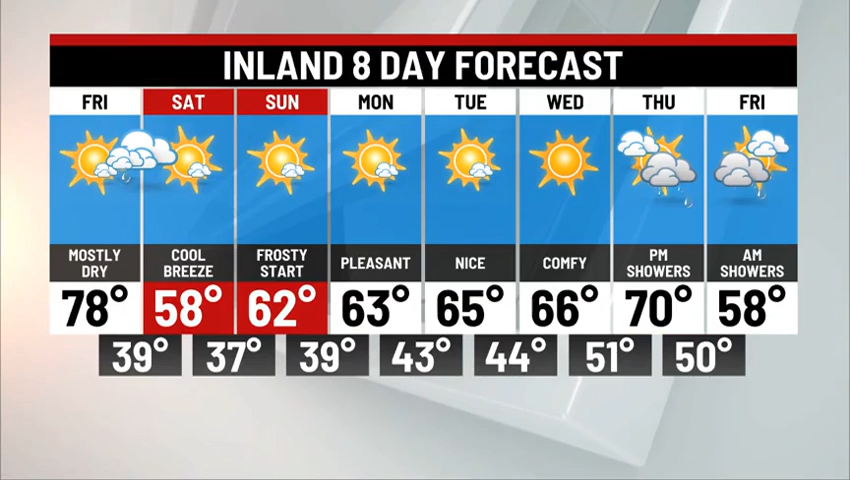 INLAND 8 DAY FORECAST
FRI SAT SUN MON TUE WED THU FRI
MOSTLY DRY
COOL BREEZE
FROSTY START
PLEASANT
NICE
COMFY
PM SHOWERS
AM SHOWERS
78° 58° 62° 63° 65° 66° 70° 58°
39° 37° 39° 43° 44° 51° 50°